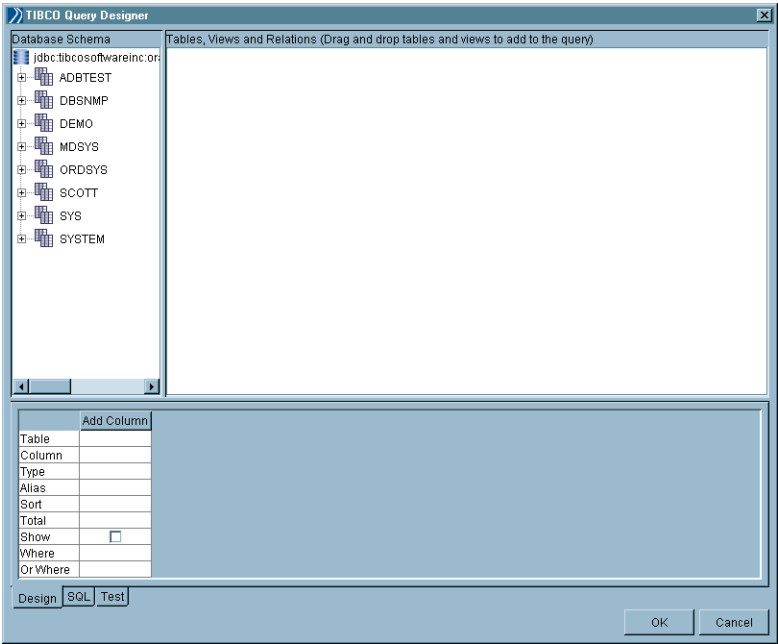 TIBCO Query Designer
Database Schema
Tables, Views and Relations (Drag and drop tables and views to add to the query)
jdbc:tibcosoftwareinc:ora
ADBTEST
DBSNMP
DEMO
MDSYS
ORDSYS
SCOTT
SYS
SYSTEM
Add Column
Table
Column
Type
Alias
Sort
Total
Show
Where
Or Where
Design SQL Test
OK Cancel